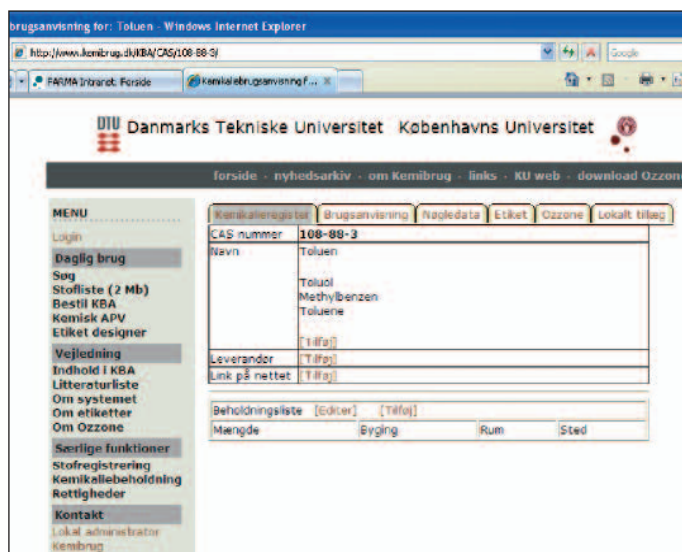 brugsanvisning for: Toluen - Windows Internet Explorer
http://www.kemibrug.dk/KBA/CAS/108-88-3/
Google
FARMA Intranet: Forside
Kemikaliebrugsanvisning f...
DTU Danmarks Tekniske Universitet Københavns Universitet
forside - nyhedsarkiv - om Kemibrug - links - KU web - download Ozzone
MENU
Login
Daglig brug
Søg
Stofliste (2 Mb)
Bestil KBA
Kemisk APV
Etiket designer
Vejledning
Indhold i KBA
Litteraturliste
Om systemet
Om etiketter
Om Ozzone
Særlige funktioner
Stofregistrering
Kemikaliebeholdning
Rettigheder
Kontakt
Lokal administrator
Kemibrug
Kemikalieregister Brugsanvisning Nøgledata Etiket Ozzone Lokalt tillæg
CAS nummer 108-88-3
Navn Toluen
Toluol
Methylbenzen
Toluene
[Tilføj]
Leverandør [Tilføj]
Link på nettet [Tilføj]
Beholdningsliste [Editer] [Tilføj]
Mængde Byging Rum Sted